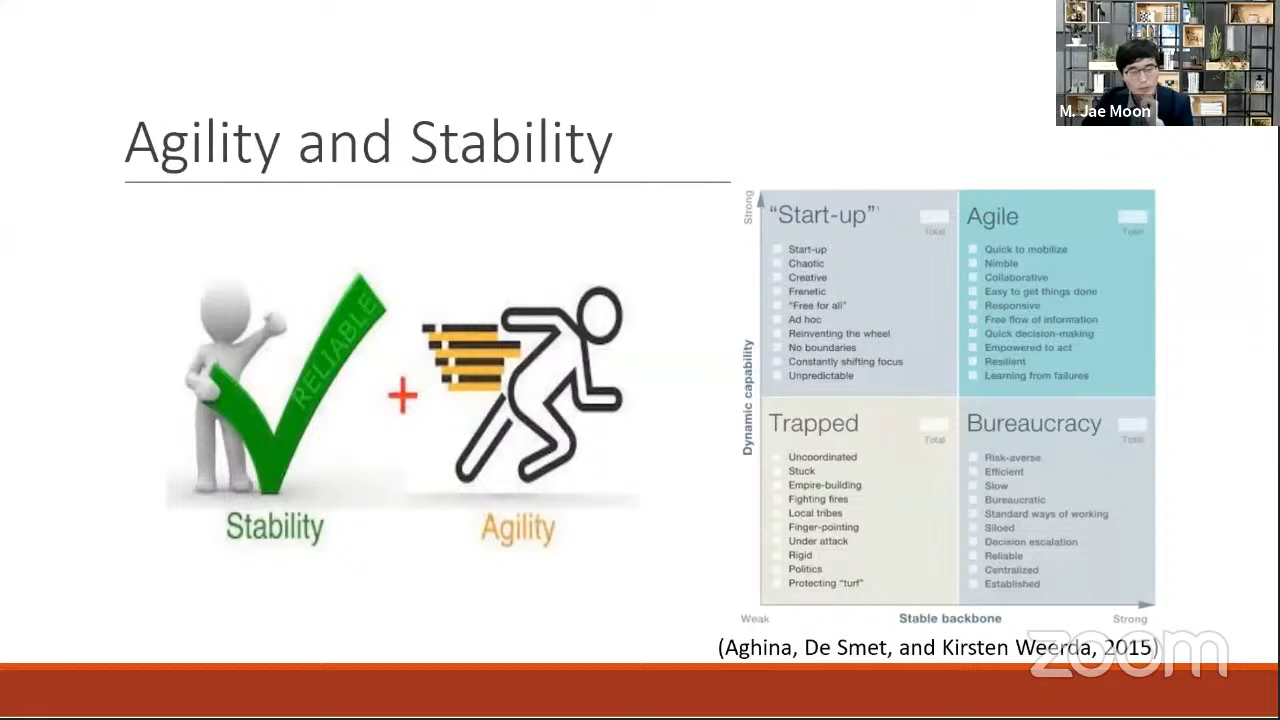 M. Jae Moon
Agility and Stability
RELIABLE
+
Stability
Agility
Strong
Dynamic capability
"Start-up"¹
Total
Start-up
Chaotic
Creative
Frenetic
"Free for all"
Ad hoc
Reinventing the wheel
No boundaries
Constantly shifting focus
Unpredictable
Agile
Total
Quick to mobilize
Nimble
Collaborative
Easy to get things done
Responsive
Free flow of information
Quick decision-making
Empowered to act
Resilient
Learning from failures
Trapped
Total
Uncoordinated
Stuck
Empire-building
Fighting fires
Local tribes
Finger-pointing
Under attack
Rigid
Politics
Protecting "turf"
Bureaucracy
Total
Risk-averse
Efficient
Slow
Bureaucratic
Standard ways of working
Siloed
Decision escalation
Reliable
Centralized
Established
Weak
Stable backbone
Strong
(Aghina, De Smet, and Kirsten Weerda, 2015)
zoom